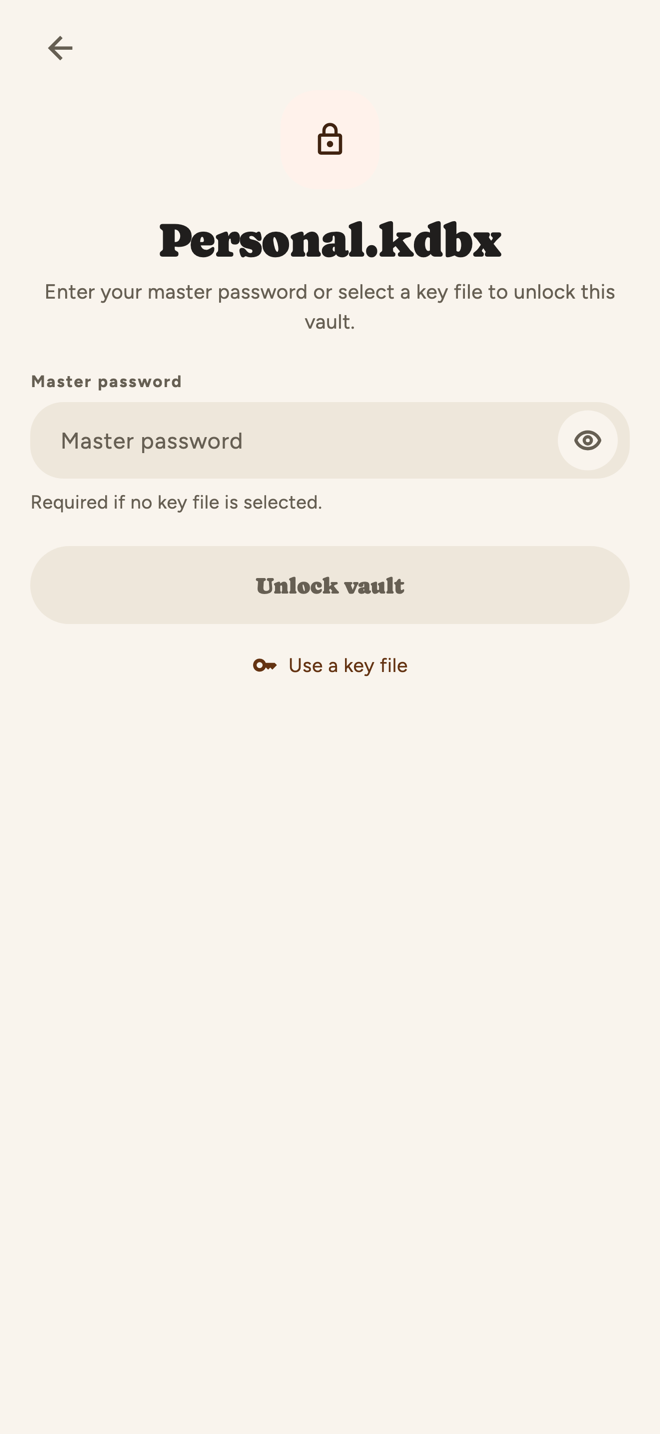 Personal.kdbx
Enter your master password or select a key file to unlock this
vault.
Master password
Master password
Required if no key file is selected.
Unlock vault
Use a key file